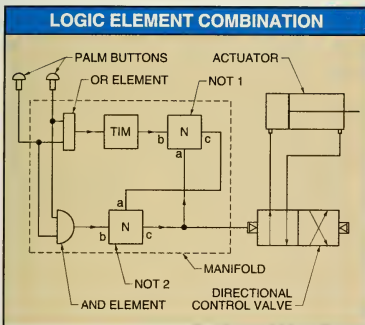 LOGIC ELEMENT COMBINATION
PALM BUTTONS
ACTUATOR
OR ELEMENT
NOT 1
TIM
b
N
c
a
a
b
N
c
NOT 2
MANIFOLD
AND ELEMENT
DIRECTIONAL
CONTROL VALVE